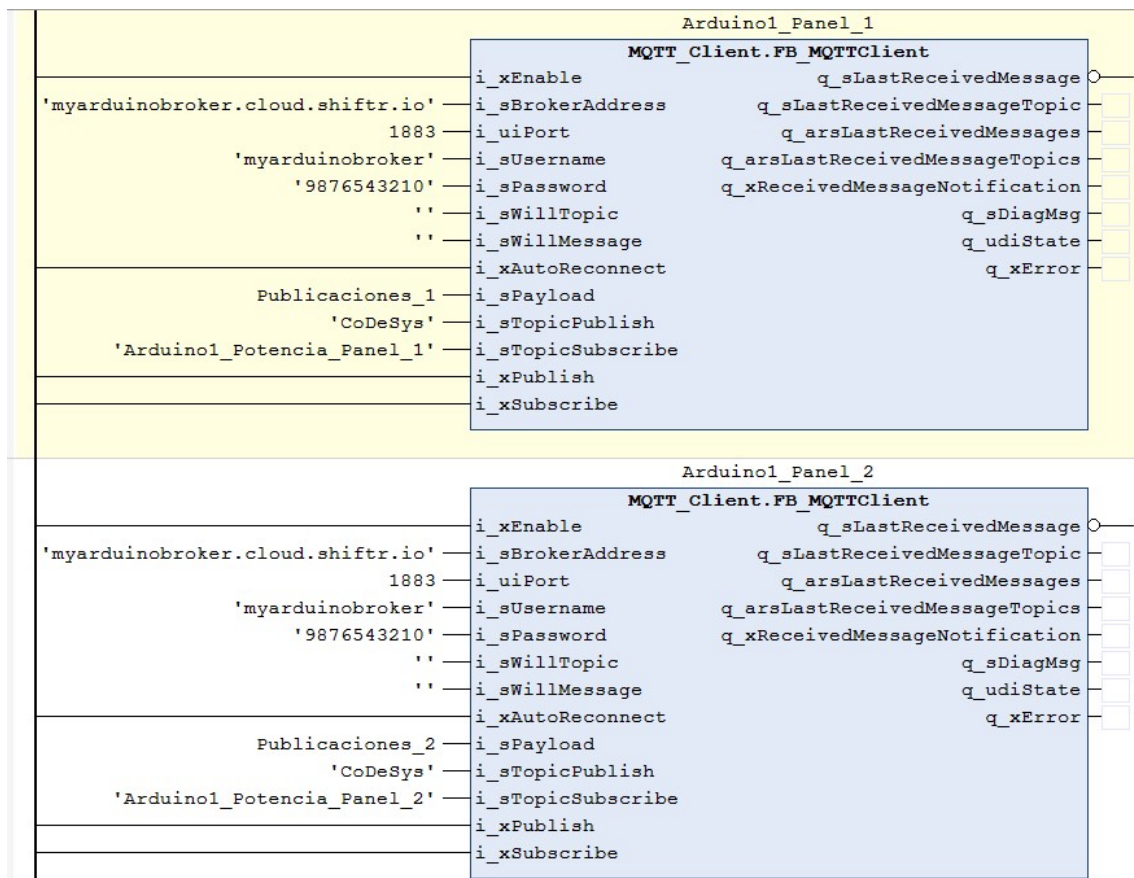 Arduino1_Panel_1
MQTT_Client.FB_MQTTClient
i_xEnable q_sLastReceivedMessage
'myarduinobroker.cloud.shiftr.io' i_sBrokerAddress q_sLastReceivedMessageTopic
1883 i_uiPort q_arsLastReceivedMessages
'myarduinobroker' i_sUsername q_arsLastReceivedMessageTopics
'9876543210' i_sPassword q_xReceivedMessageNotification
'' i_sWillTopic q_sDiagMsg
'' i_sWillMessage q_udiState
i_xAutoReconnect q_xError
Publicaciones_1 i_sPayload
'CoDeSys' i_sTopicPublish
'Arduino1_Potencia_Panel_1' i_sTopicSubscribe
i_xPublish
i_xSubscribe
Arduino1_Panel_2
MQTT_Client.FB_MQTTClient
i_xEnable q_sLastReceivedMessage
'myarduinobroker.cloud.shiftr.io' i_sBrokerAddress q_sLastReceivedMessageTopic
1883 i_uiPort q_arsLastReceivedMessages
'myarduinobroker' i_sUsername q_arsLastReceivedMessageTopics
'9876543210' i_sPassword q_xReceivedMessageNotification
'' i_sWillTopic q_sDiagMsg
'' i_sWillMessage q_udiState
i_xAutoReconnect q_xError
Publicaciones_2 i_sPayload
'CoDeSys' i_sTopicPublish
'Arduino1_Potencia_Panel_2' i_sTopicSubscribe
i_xPublish
i_xSubscribe